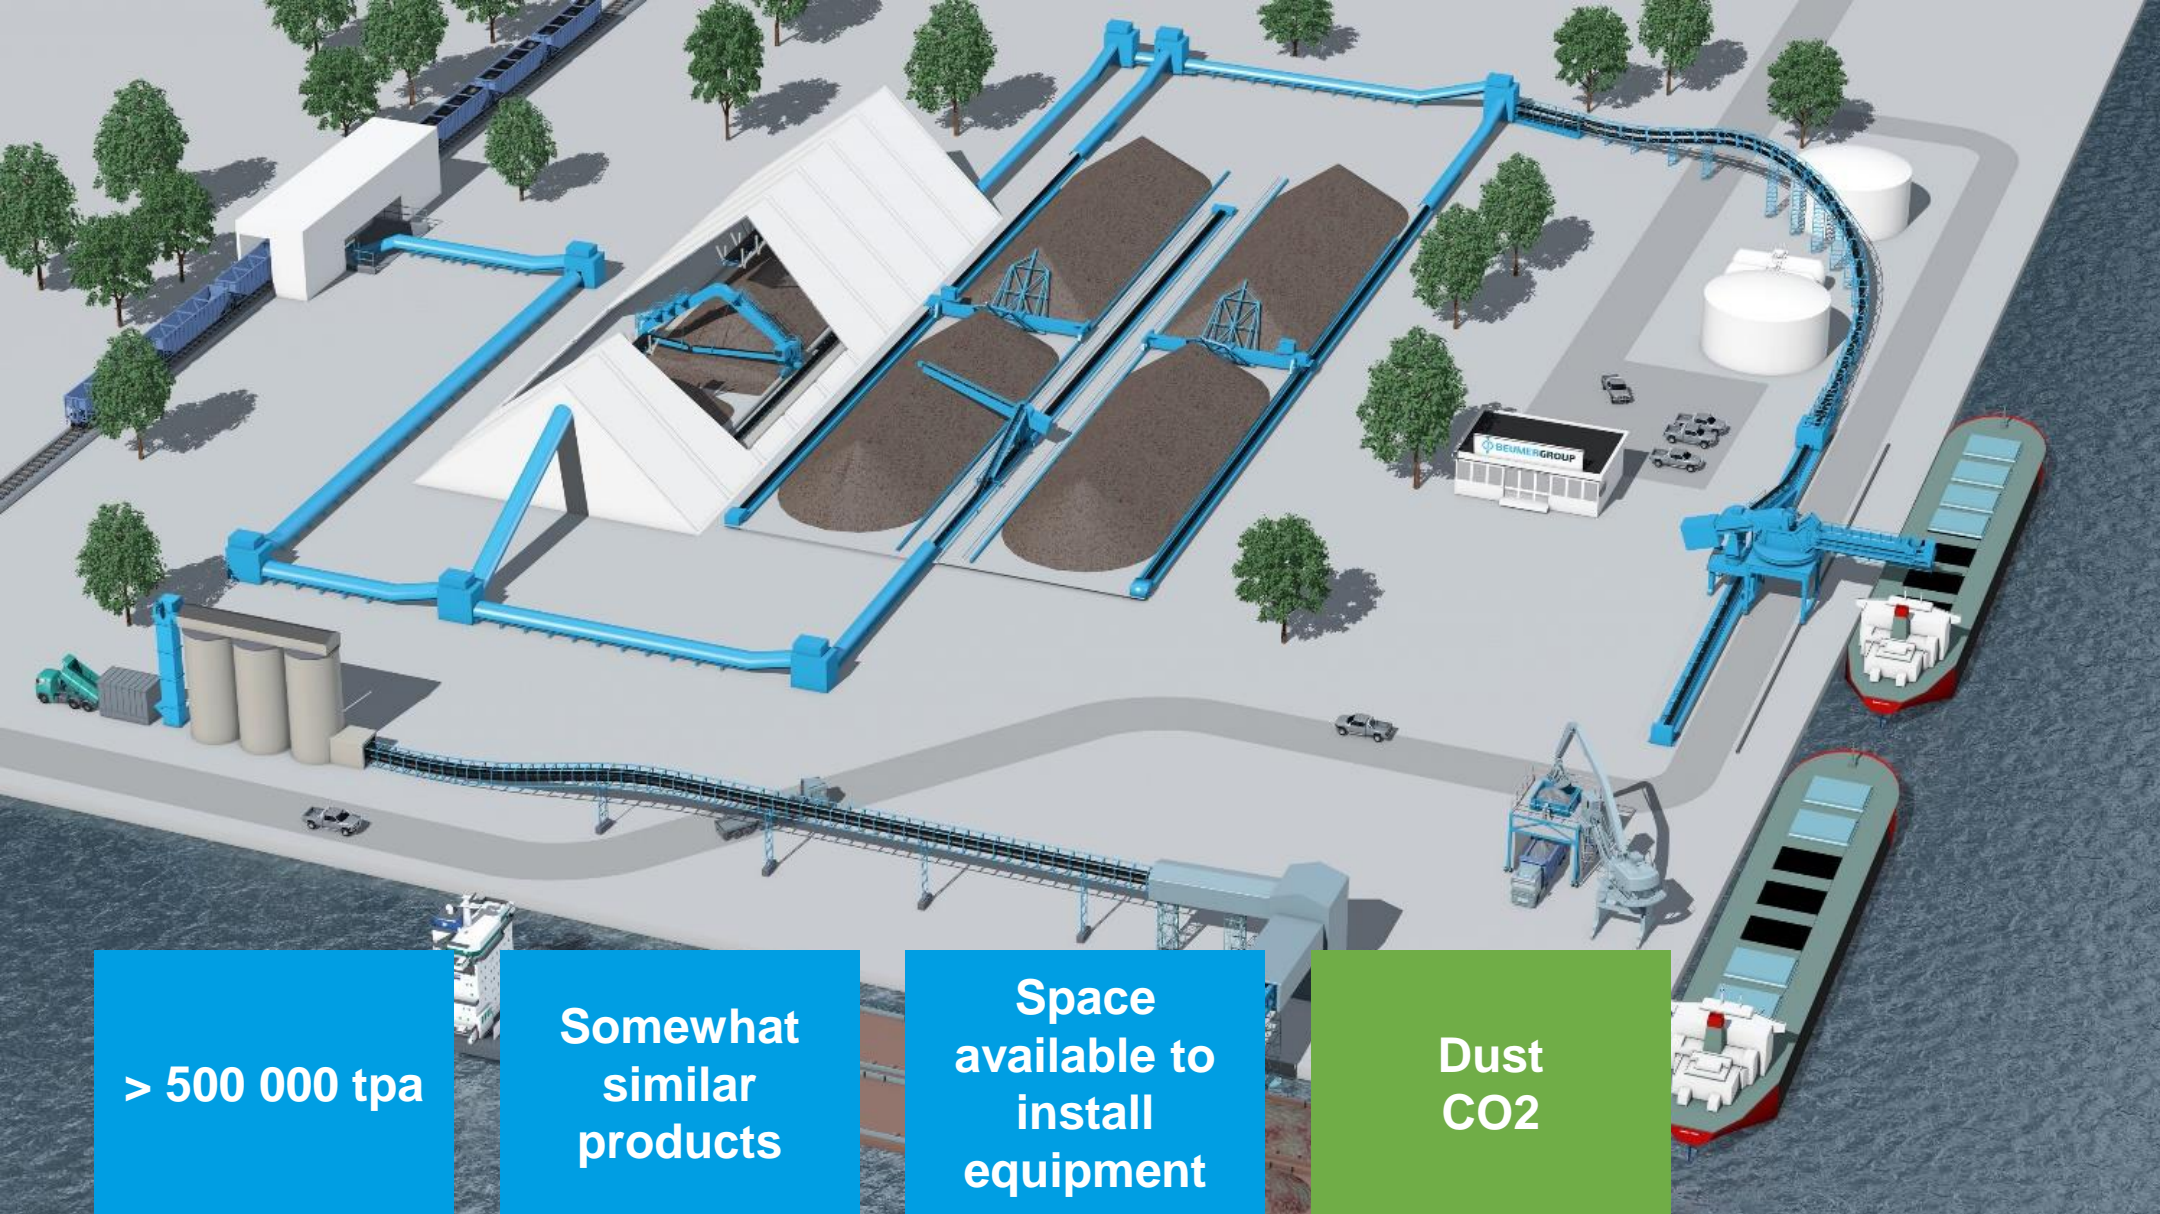 BEUMERGROUP
> 500 000 tpa
Somewhat
similar
products
Space
available to
install
equipment
Dust
CO2